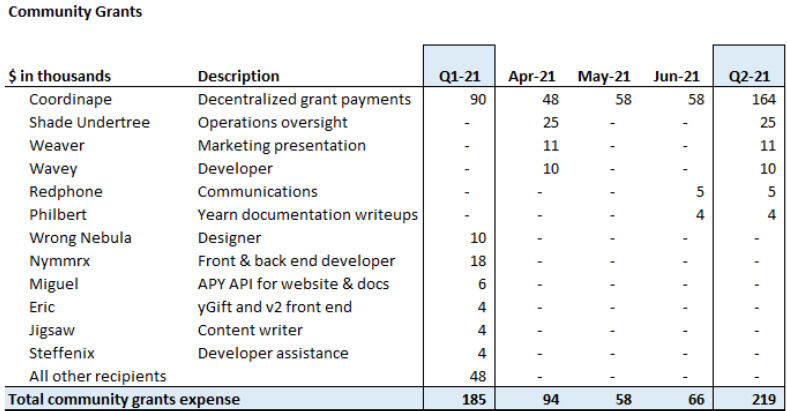 Community Grants
$ in thousands Description Q1-21 Apr-21 May-21 Jun-21 Q2-21
Coordinape Decentralized grant payments 90 48 58 58 164
Shade Undertree Operations oversight - 25 - - 25
Weaver Marketing presentation - 11 - - 11
Wavey Developer - 10 - - 10
Redphone Communications - - - 5 5
Philbert Yearn documentation writeups - - - 4 4
Wrong Nebula Designer 10 - - - -
Nymmrx Front & back end developer 18 - - - -
Miguel APY API for website & docs 6 - - - -
Eric yGift and v2 front end 4 - - - -
Jigsaw Content writer 4 - - - -
Steffenix Developer assistance 4 - - - -
All other recipients 48 - - - -
Total community grants expense 185 94 58 66 219